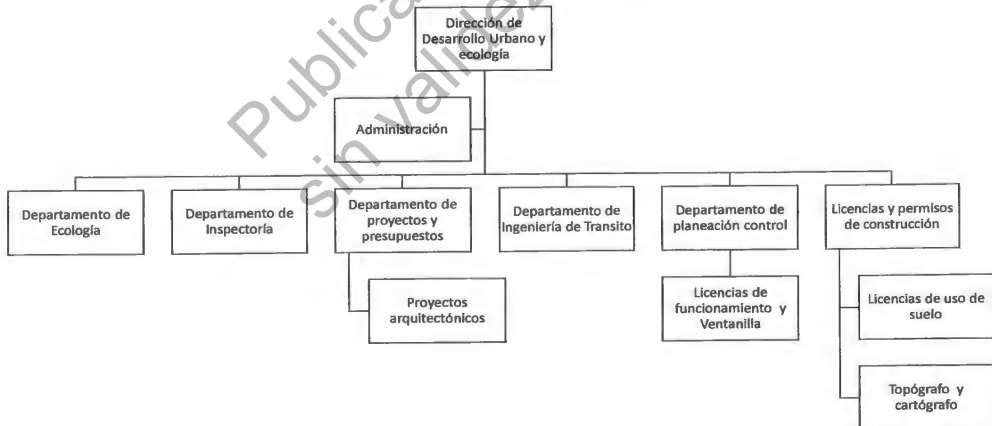 Dirección de
Desarrollo Urbano y
ecología
Administración
Departamento de
Ecología
Departamento de
Inspectoría
Departamento de
proyectos y
presupuestos
Departamento de
Ingeniería de Transito
Departamento de
planeación control
Licencias y permisos
de construcción
Proyectos
arquitectónicos
Licencias de
funcionamiento y
Ventanilla
Licencias de uso de
suelo
Topógrafo y
cartógrafo
sin